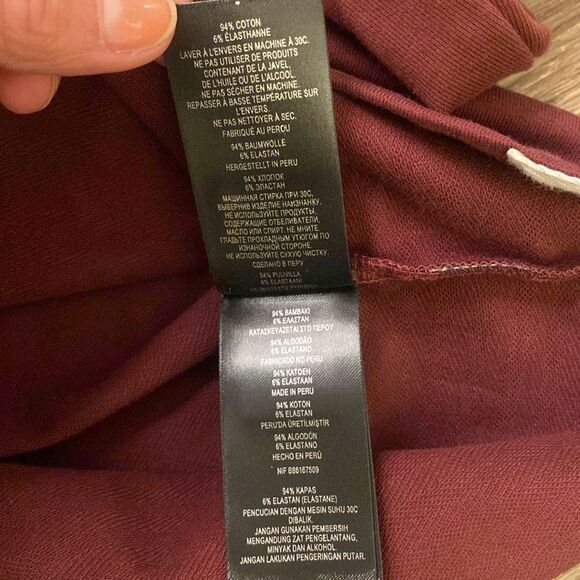 94% COTON
6% ÉLASTHANNE
LAVER À L'ENVERS EN MACHINE À 30C.
NE PAS UTILISER DE PRODUITS
CONTENANT DE LA JAVEL,
DE L'HUILE OU DE L'ALCOOL.
NE PAS SÉCHER EN MACHINE.
REPASSER À BASSE TEMPÉRATURE SUR
L'ENVERS.
NE PAS NETTOYER À SEC.
FABRIQUÉ AU PEROU
94% BAUMWOLLE
6% ELASTAN
HERGESTELLT IN PERU
94% ХЛОПОК
6% ЭЛАСТАН
МАШИННАЯ СТИРКА ПРИ 30С,
ВЫВЕРНИВ ИЗДЕЛИЕ НАИЗНАНКУ.
НЕ ИСПОЛЬЗУЙТЕ ПРОДУКТЫ,
СОДЕРЖАЩИЕ ОТБЕЛИВАТЕЛИ,
МАСЛО ИЛИ СПИРТ. НЕ МНИТЕ.
ГЛАДЬТЕ ПРОХЛАДНЫМ УТЮГОМ ПО
ИЗНАНОЧНОЙ СТОРОНЕ.
НЕ ИСПОЛЬЗУЙТЕ СУХУЮ ЧИСТКУ.
СДЕЛАНО В ПЕРУ
94% PUUVILLA
6% ELASTAANI
94% ΒΑΜΒΑΚΙ
6% ΕΛΑΣΤΑΝ
ΚΑΤΑΣΚΕΥΑΖΕΤΑΙ ΣΤΟ ΠΕΡΟΥ
94% ALGODÃO
6% ELASTANO
FABRICADO NO PERU
94% KATOEN
6% ELASTAAN
MADE IN PERU
94% KOTON
6% ELASTAN
PERU'DA ÜRETİLMİŞTİR
94% ALGODÓN
6% ELASTANO
HECHO EN PERÚ
NIF B86167509
94% KAPAS
6% ELASTAN (ELASTANE)
PENCUCIAN DENGAN MESIN SUHU 30C
DIBALIK.
JANGAN GUNAKAN PEMBERSIH
MENGANDUNG ZAT PEMGELANTANG,
MINYAK DAN ALKOHOL.
JANGAN LAKUKAN PENGERINGAN PUTAR.